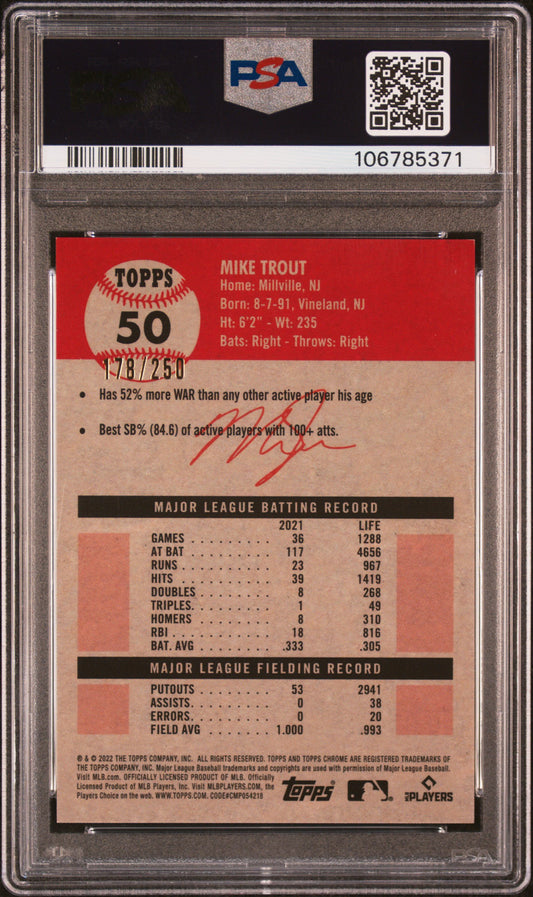 PSA
106785371
TOPPS
50
178/250
MIKE TROUT
Home: Millville, NJ
Born: 8-7-91, Vineland, NJ
Ht: 6'2" - Wt: 235
Bats: Right - Throws: Right
• Has 52% more WAR than any other active player his age
• Best SB% (84.6) of active players with 100+ atts.
MAJOR LEAGUE BATTING RECORD
2021 LIFE
GAMES . . . . . . . . . 36 1288
AT BAT . . . . . . . . . 117 4656
RUNS . . . . . . . . . 23 967
HITS . . . . . . . . . 39 1419
DOUBLES . . . . . . . . 8 268
TRIPLES. . . . . . . . . 1 49
HOMERS . . . . . . . . 8 310
RBI . . . . . . . . . . 18 816
BAT. AVG . . . . . . . . .333 .305
MAJOR LEAGUE FIELDING RECORD
PUTOUTS . . . . . . . . 53 2941
ASSISTS. . . . . . . . . 0 38
ERRORS. . . . . . . . . 0 20
FIELD AVG . . . . . . . 1.000 .993
® & © 2022 THE TOPPS COMPANY, INC. ALL RIGHTS RESERVED. TOPPS AND TOPPS CHROME ARE REGISTERED TRADEMARKS OF
THE TOPPS COMPANY, INC. Major League Baseball trademarks and copyrights are used with permission of Major League Baseball.
Visit MLB.com. OFFICIALLY LICENSED PRODUCT OF MLB. Officially
Licensed Product of MLB Players, Inc. Visit MLBPLAYERS.COM, the
Players Choice on the web. WWW.TOPPS.COM. CODE#CMP054218
Topps
MLB PLAYERS
PSA